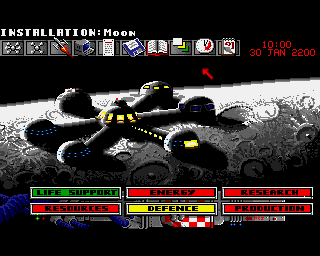 INSTALLATION:Moon
10:00
30 JAN 2200
LIFE SUPPORT ENERGY RESEARCH
RESOURCES DEFENCE PRODUCTION